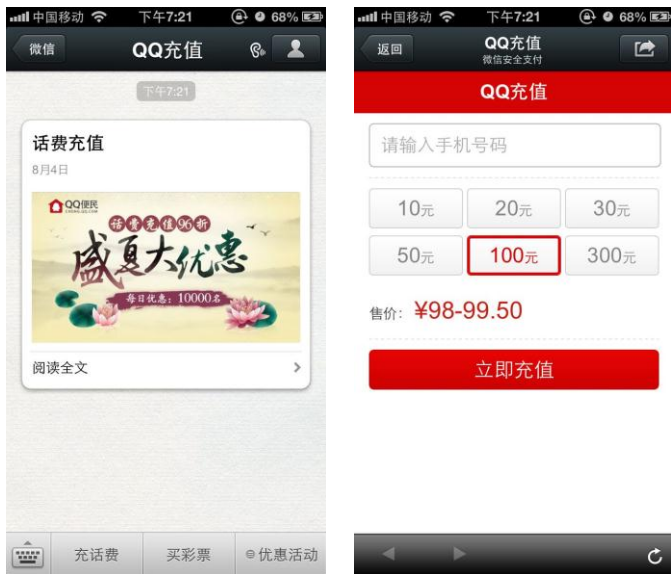 中国移动 下午7:21 68%
微信 QQ充值
下午7:21
话费充值
8月4日
QQ便民
话费充值96折
盛夏大优惠
每日优惠:10000名
阅读全文
充话费 买彩票 优惠活动
中国移动 下午7:21 68%
返回 QQ充值
微信安全支付
QQ充值
请输入手机号码
10元 20元 30元
50元 100元 300元
售价: ¥98-99.50
立即充值